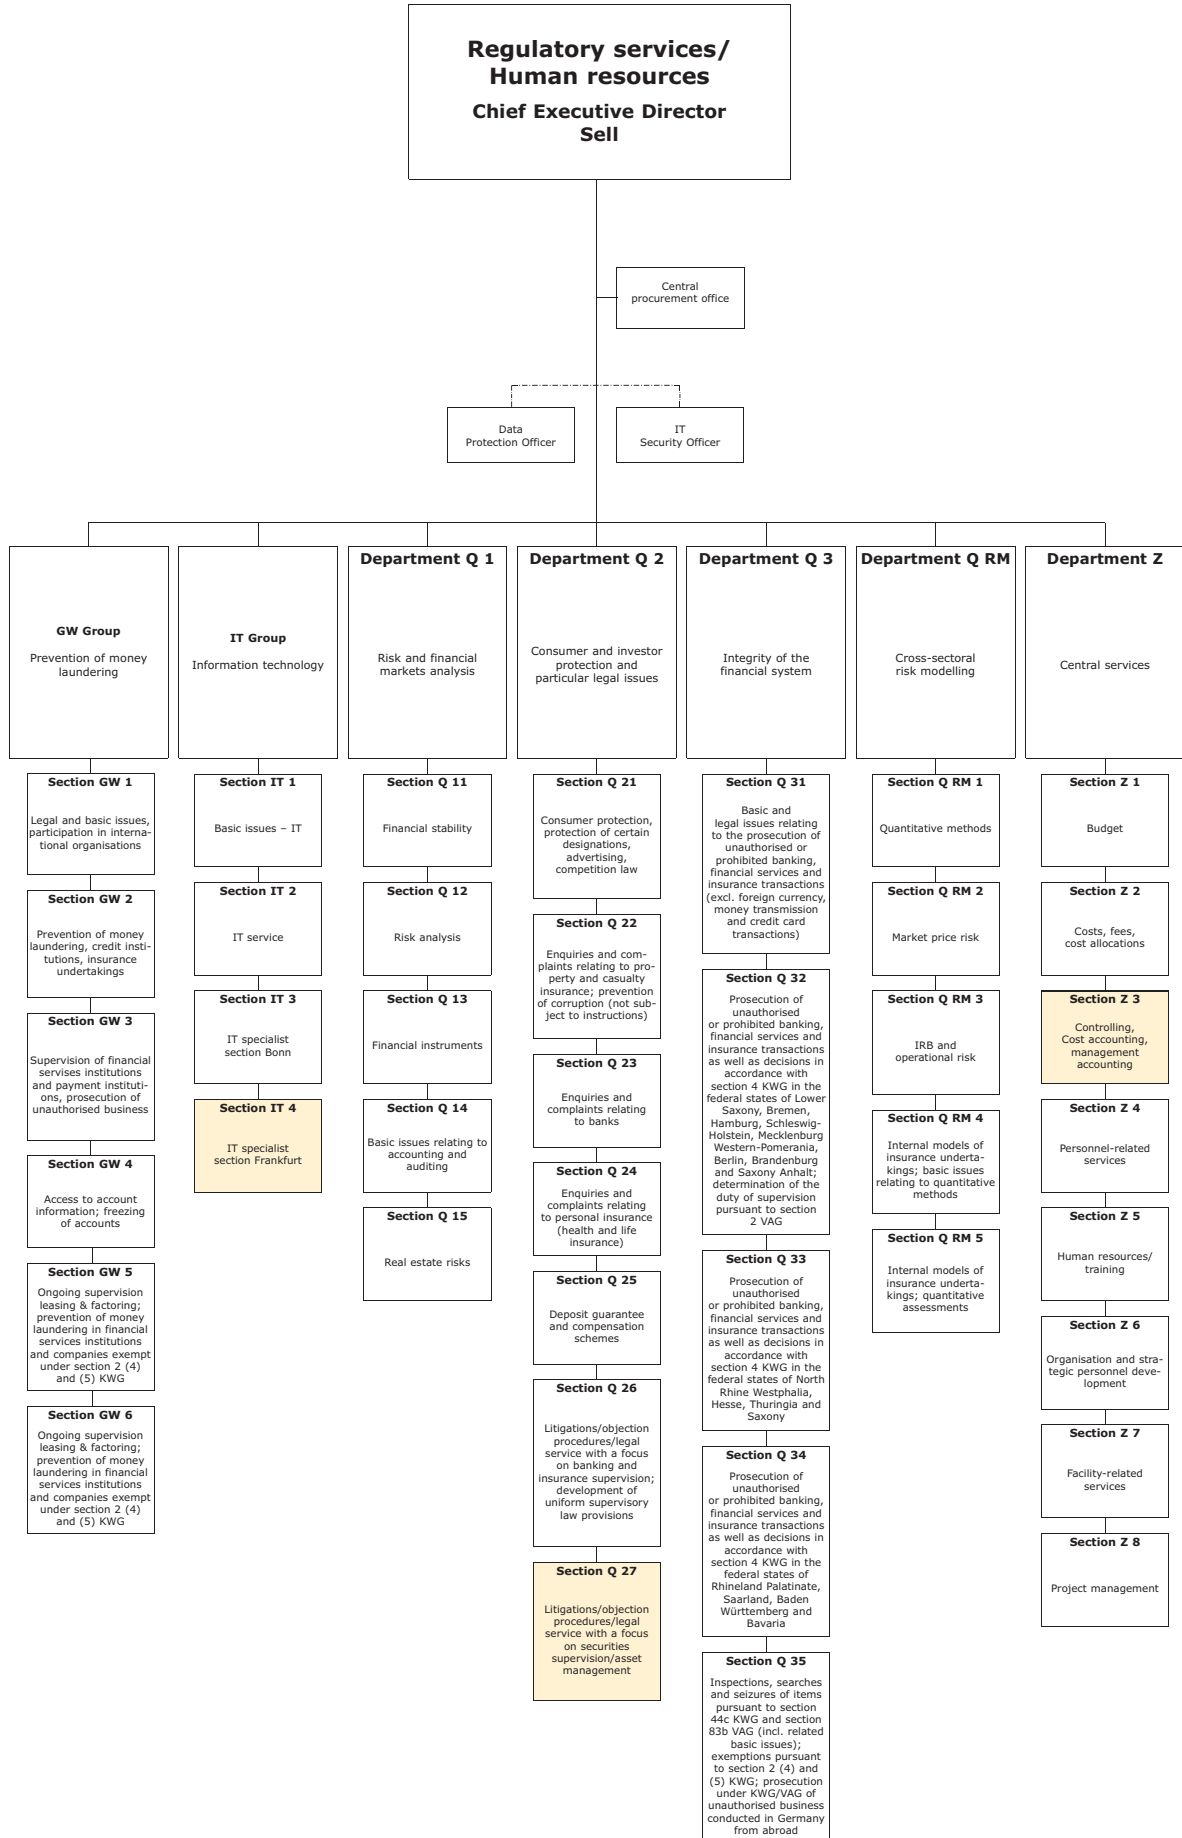 Regulatory services/
Human resources
Chief Executive Director
Sell
Central
procurement office
Data
Protection Officer
IT
Security Officer
GW Group
Prevention of money
laundering
Section GW 1
Legal and basic issues,
participation in interna-
tional organisations
Section GW 2
Prevention of money
laundering, credit insti-
tutions, insurance
undertakings
Section GW 3
Supervision of financial
servises institutions
and payment instituti-
ons, prosecution of
unauthorised business
Section GW 4
Access to account
information; freezing
of accounts
Section GW 5
Ongoing supervision
leasing & factoring;
prevention of money
laundering in financial
services institutions
and companies exempt
under section 2 (4)
and (5) KWG
Section GW 6
Ongoing supervision
leasing & factoring;
prevention of money
laundering in financial
services institutions
and companies exempt
under section 2 (4)
and (5) KWG
IT Group
Information technology
Section IT 1
Basic issues – IT
Section IT 2
IT service
Section IT 3
IT specialist
section Bonn
Section IT 4
IT specialist
section Frankfurt
Department Q 1
Risk and financial
markets analysis
Section Q 11
Financial stability
Section Q 12
Risk analysis
Section Q 13
Financial instruments
Section Q 14
Basic issues relating to
accounting and
auditing
Section Q 15
Real estate risks
Department Q 2
Consumer and investor
protection and
particular legal issues
Section Q 21
Consumer protection,
protection of certain
designations,
advertising,
competition law
Section Q 22
Enquiries and com-
plaints relating to pro-
perty and casualty
insurance; prevention
of corruption (not sub-
ject to instructions)
Section Q 23
Enquiries and
complaints relating
to banks
Section Q 24
Enquiries and
complaints relating
to personal insurance
(health and life
insurance)
Section Q 25
Deposit guarantee
and compensation
schemes
Section Q 26
Litigations/objection
procedures/legal
service with a focus
on banking and
insurance supervision;
development of
uniform supervisory
law provisions
Section Q 27
Litigations/objection
procedures/legal
service with a focus
on securities
supervision/asset
management
Department Q 3
Integrity of the
financial system
Section Q 31
Basic and
legal issues relating
to the prosecution of
unauthorised or
prohibited banking,
financial services and
insurance transactions
(excl. foreign currency,
money transmission
and credit card
transactions)
Section Q 32
Prosecution of
unauthorised
or prohibited banking,
financial services and
insurance transactions
as well as decisions in
accordance with
section 4 KWG in the
federal states of Lower
Saxony, Bremen,
Hamburg, Schleswig-
Holstein, Mecklenburg
Western-Pomerania,
Berlin, Brandenburg
and Saxony Anhalt;
determination of the
duty of supervision
pursuant to section
2 VAG
Section Q 33
Prosecution of
unauthorised
or prohibited banking,
financial services and
insurance transactions
as well as decisions in
accordance with
section 4 KWG in the
federal states of North
Rhine Westphalia,
Hesse, Thuringia and
Saxony
Section Q 34
Prosecution of
unauthorised
or prohibited banking,
financial services and
insurance transactions
as well as decisions in
accordance with
section 4 KWG in the
federal states of
Rhineland Palatinate,
Saarland, Baden
Württemberg and
Bavaria
Section Q 35
Inspections, searches
and seizures of items
pursuant to section
44c KWG and section
83b VAG (incl. related
basic issues);
exemptions pursuant
to section 2 (4) and
(5) KWG; prosecution
under KWG/VAG of
unauthorised business
conducted in Germany
from abroad
Department Q RM
Cross-sectoral
risk modelling
Section Q RM 1
Quantitative methods
Section Q RM 2
Market price risk
Section Q RM 3
IRB and
operational risk
Section Q RM 4
Internal models of
insurance underta-
kings; basic issues
relating to quantitative
methods
Section Q RM 5
Internal models of
insurance underta-
kings; quantitative
assessments
Department Z
Central services
Section Z 1
Budget
Section Z 2
Costs, fees,
cost allocations
Section Z 3
Controlling,
Cost accounting,
management
accounting
Section Z 4
Personnel-related
services
Section Z 5
Human resources/
training
Section Z 6
Organisation and stra-
tegic personnel deve-
lopment
Section Z 7
Facility-related
services
Section Z 8
Project management